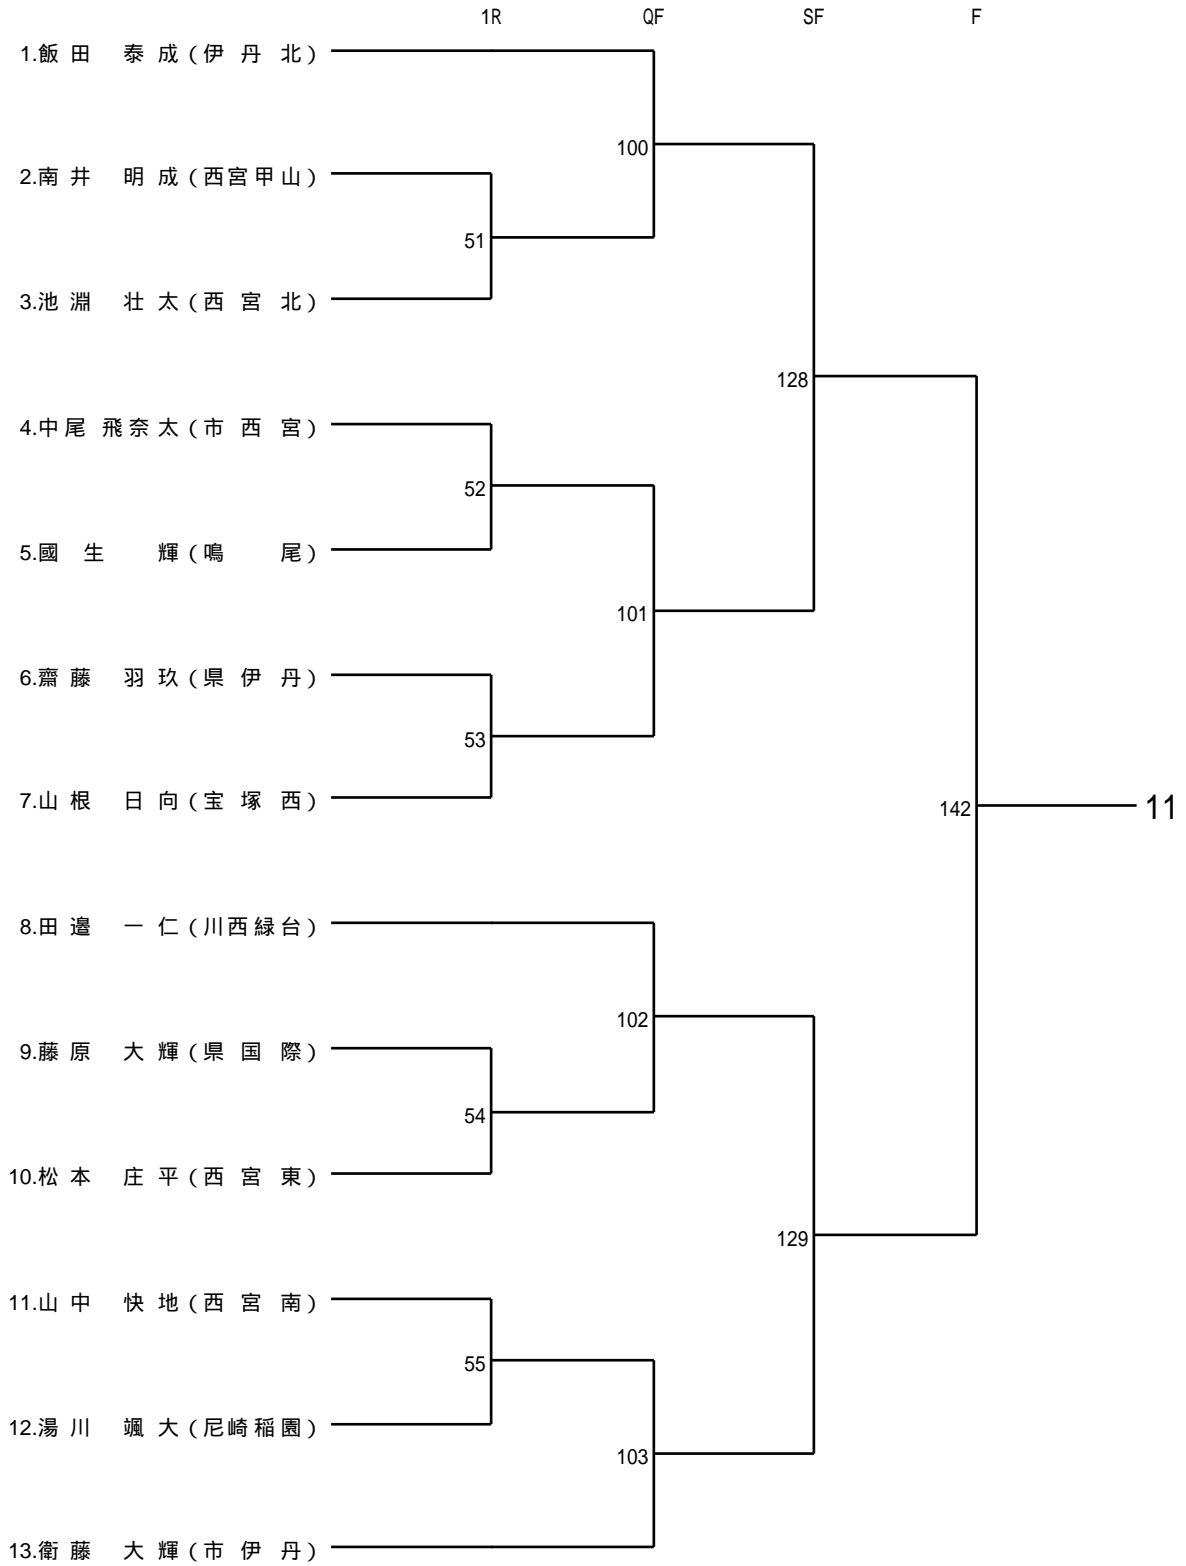 1R QF SF F
1.飯田 泰成(伊丹北)
100
2.南井 明成(西宮甲山)
51
3.池淵 壮太(西宮北)
128
4.中尾 飛奈太(市西宮)
52
5.國生 輝(鳴尾)
101
6.齋藤 羽玖(県伊丹)
53
7.山根 日向(宝塚西)
142 11
8.田邉 一仁(川西緑台)
102
9.藤原 大輝(県国際)
54
10.松本 庄平(西宮東)
129
11.山中 快地(西宮南)
55
12.湯川 颯大(尼崎稲園)
103
13.衛藤 大輝(市伊丹)